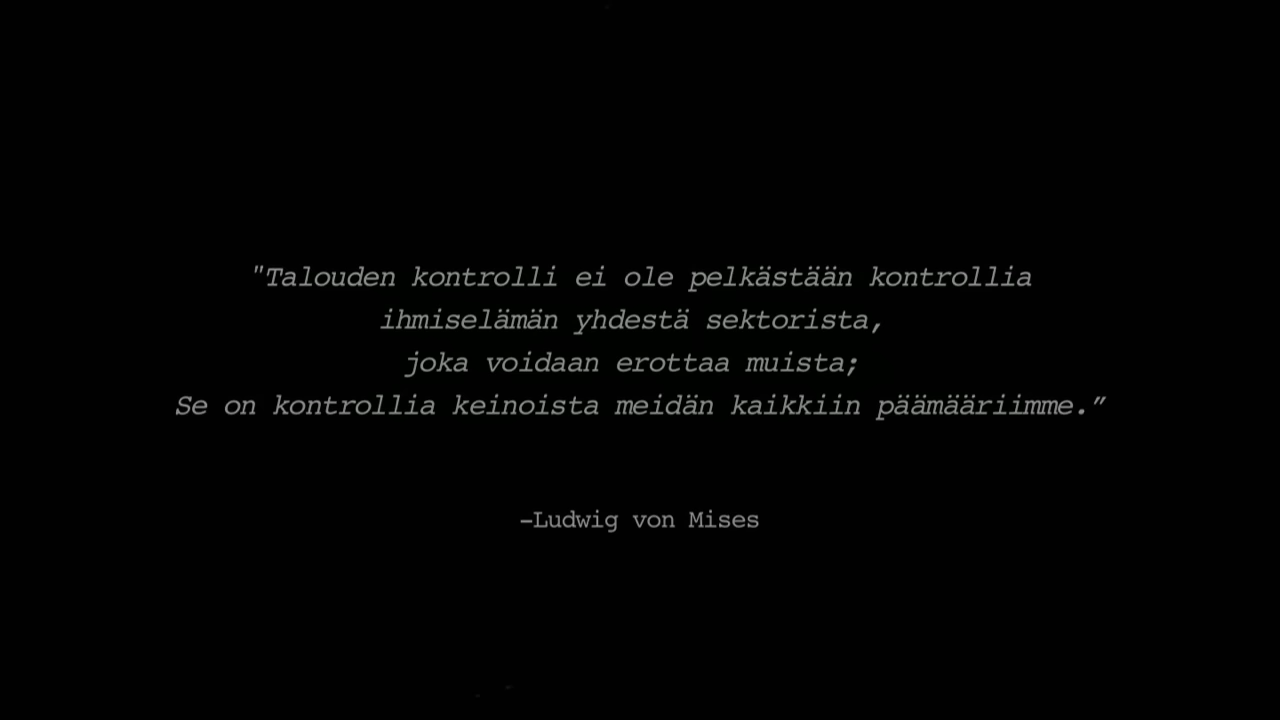 "Talouden kontrolli ei ole pelkästään kontrollia
ihmiselämän yhdestä sektorista,
joka voidaan erottaa muista;
Se on kontrollia keinoista meidän kaikkiin päämääriimme.”
–Ludwig von Mises